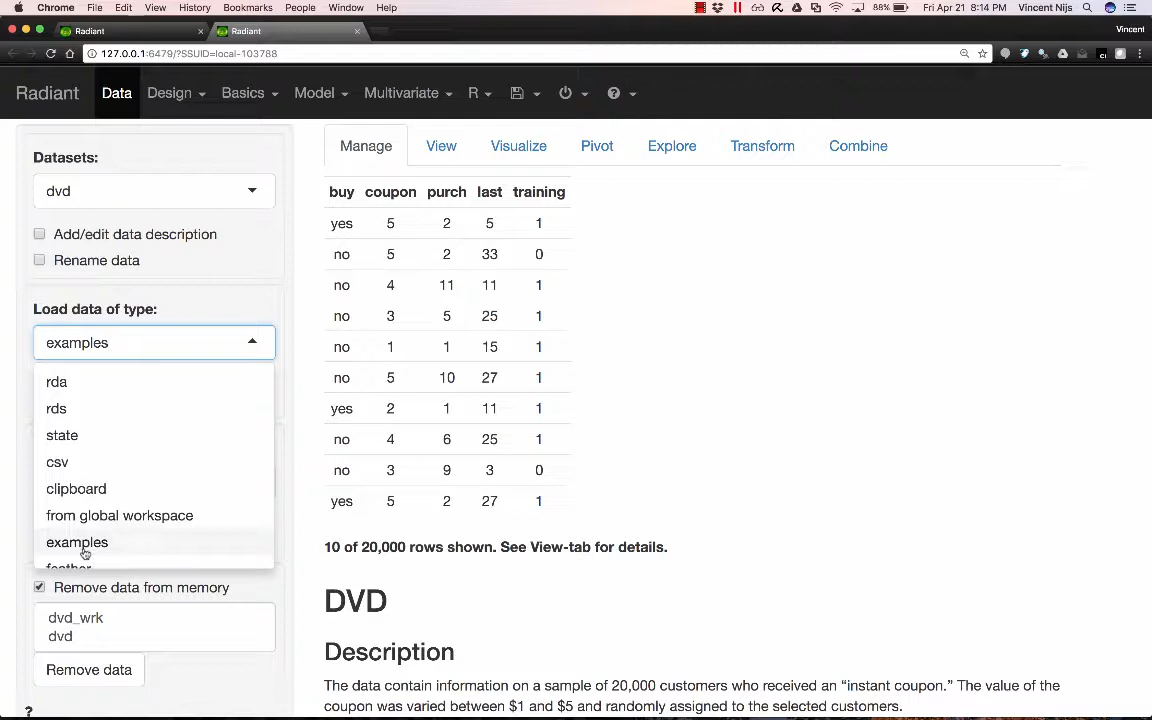 Chrome File Edit View History Bookmarks People Window Help 88% Fri Apr 21 8:14 PM Vincent Nijs
Radiant × Radiant × Vincent
127.0.0.1:6479/?SSUID=local-103788
Radiant Data Design Basics Model Multivariate R
Datasets:
dvd
Add/edit data description
Rename data
Load data of type:
examples
rda
rds
state
csv
clipboard
from global workspace
examples
feather
Remove data from memory
dvd_wrk
dvd
Remove data
?
Manage View Visualize Pivot Explore Transform Combine
buy coupon purch last training
yes 5 2 5 1
no 5 2 33 0
no 4 11 11 1
no 3 5 25 1
no 1 1 15 1
no 5 10 27 1
yes 2 1 11 1
no 4 6 25 1
no 3 9 3 0
yes 5 2 27 1
10 of 20,000 rows shown. See View-tab for details.
DVD
Description
The data contain information on a sample of 20,000 customers who received an “instant coupon.” The value of the
coupon was varied between $1 and $5 and randomly assigned to the selected customers.